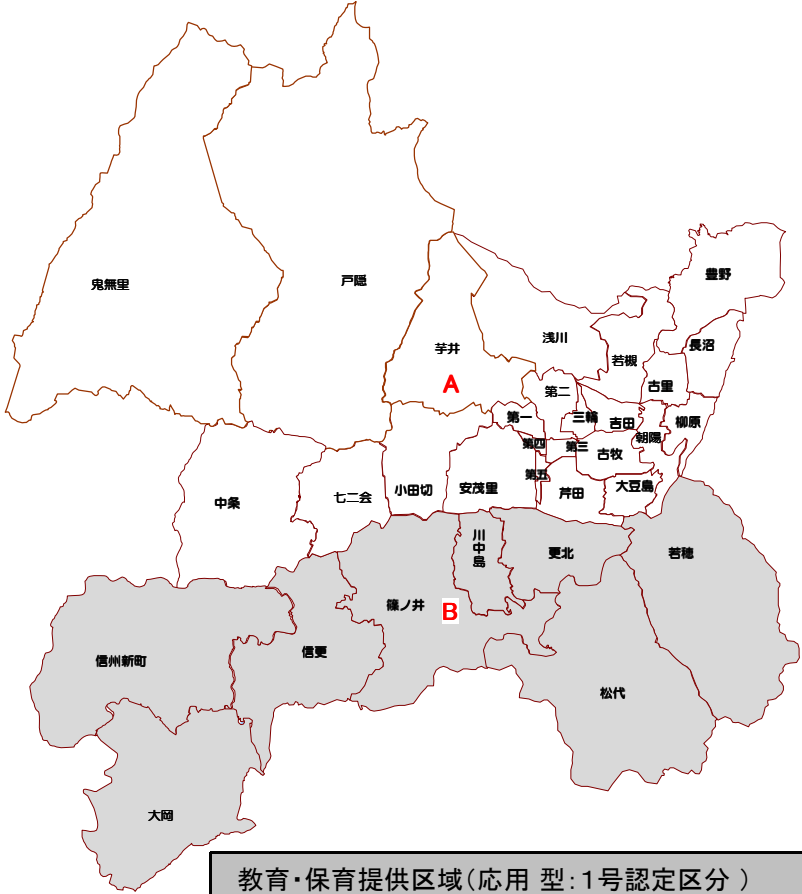 豊野
鬼無里
戸隠
浅川
長沼
芋井
若槻
A
古里
第二
第一
三輪
吉田
柳原
朝陽
第四
第三
古牧
第五
小田切
安茂里
芹田
大豆島
七二会
中条
川中島
更北
若穂
篠ノ井
B
信更
信州新町
松代
大岡
教育・保育提供区域(応用 型:1号認定区分 )